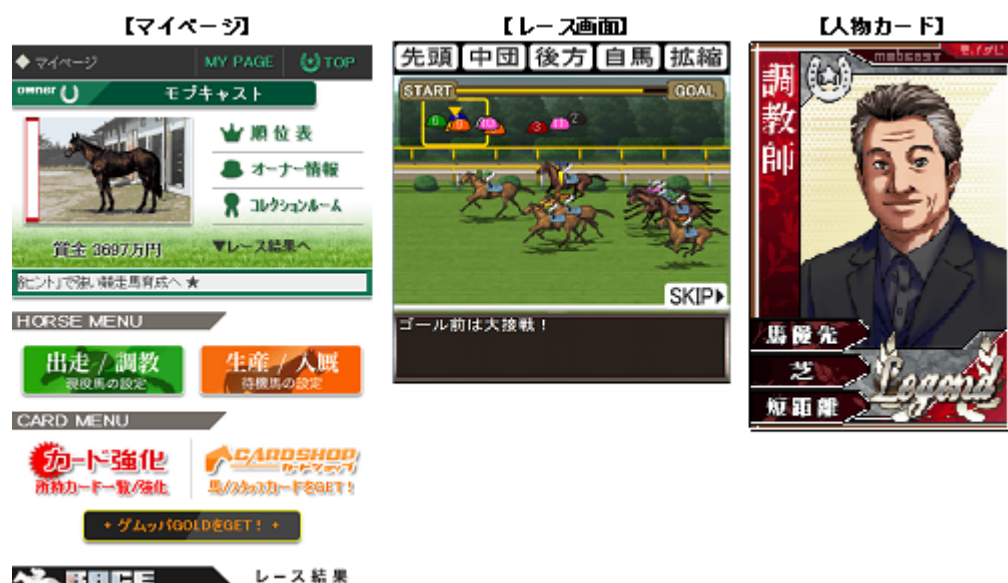 【マイページ】
◆ マイページ
MY PAGE
TOP
owner
モブキャスト
順位表
オーナー情報
コレクションルーム
賞金 3697万円
▼レース結果へ
ヒント」で強い競走馬育成へ ★
HORSE MENU
出走 / 調教
現役馬の設定
生産 / 入厩
待機馬の設定
CARD MENU
カード強化
所持カード一覧/強化
CARDSHOP
カードショップ
馬/スタッフカードをGET!
+ ゲムッパGOLDをGET! +
RACE
レース結果
【レース画面】
先頭
中団
後方
自馬
拡縮
START
GOAL
SKIP
ゴール前は大接戦!
【人物カード】
mobcast
調教師
馬優先
芝
短距離
Legend